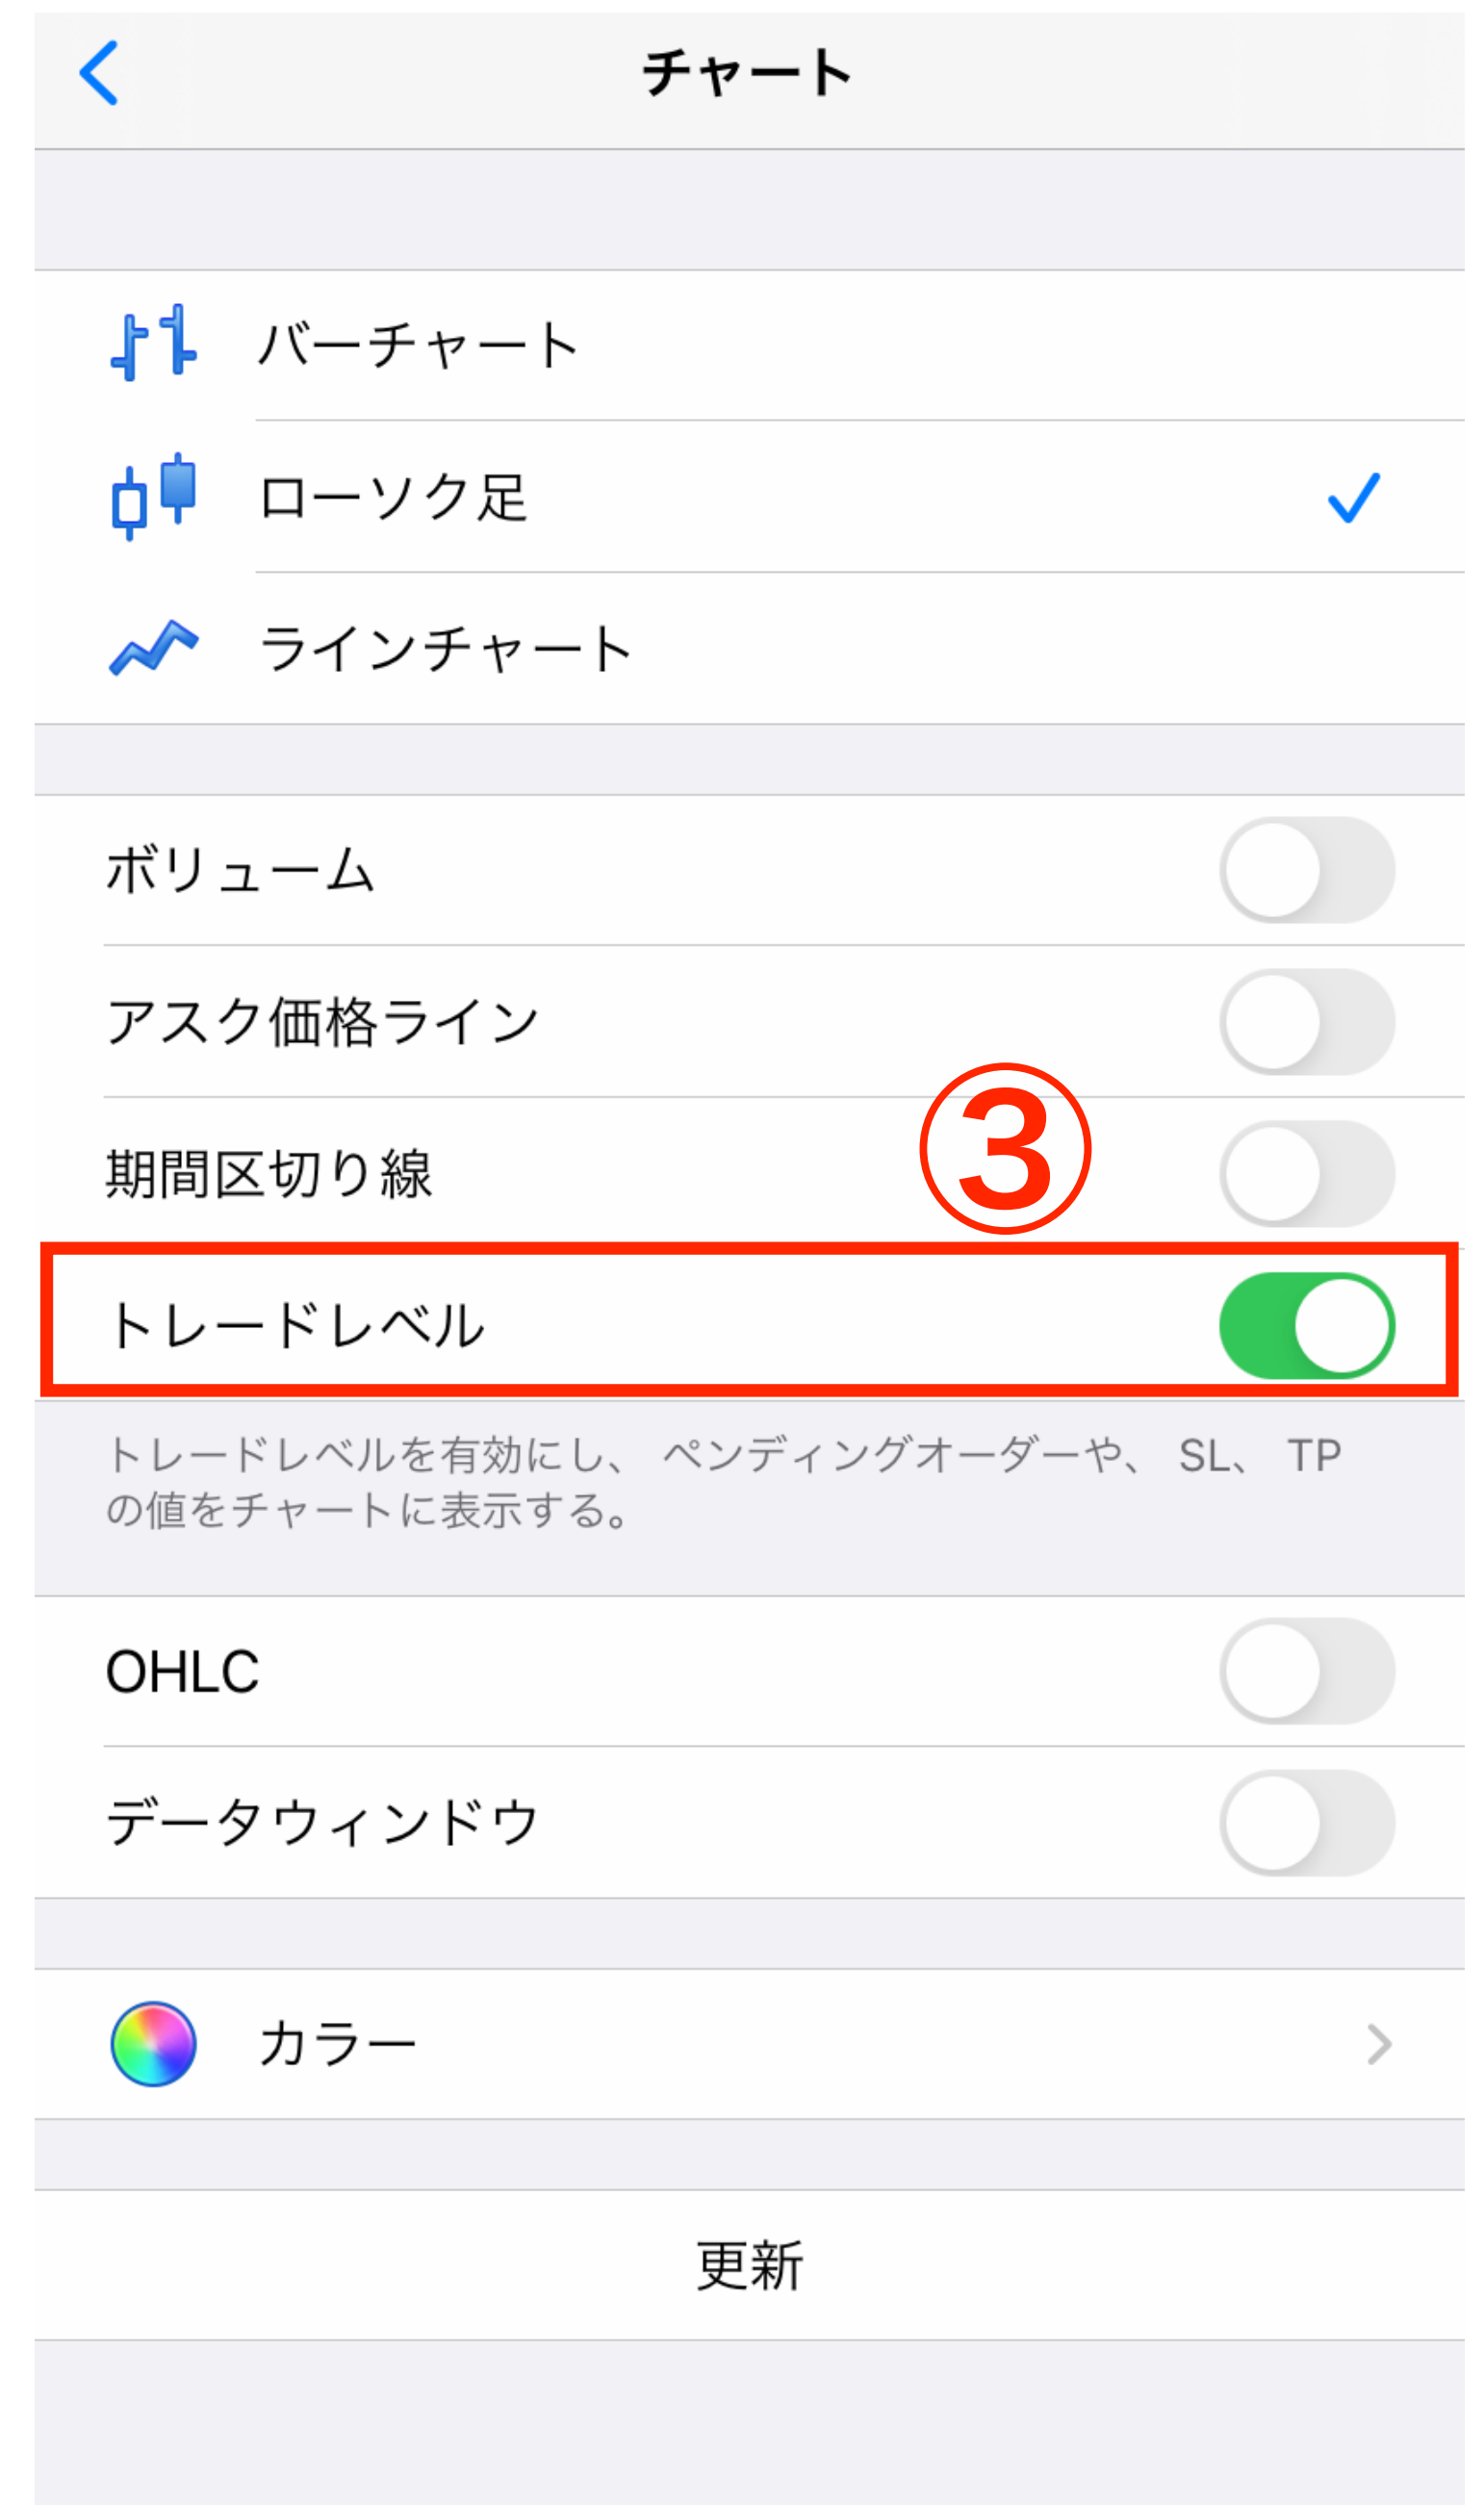 チャート
バーチャート
ローソク足
ラインチャート
ボリューム
アスク価格ライン
期間区切り線
③
トレードレベル
トレードレベルを有効にし、 ペンディングオーダーや、 SL、 TP
の値をチャートに表示する。
OHLC
データウィンドウ
カラー
更新